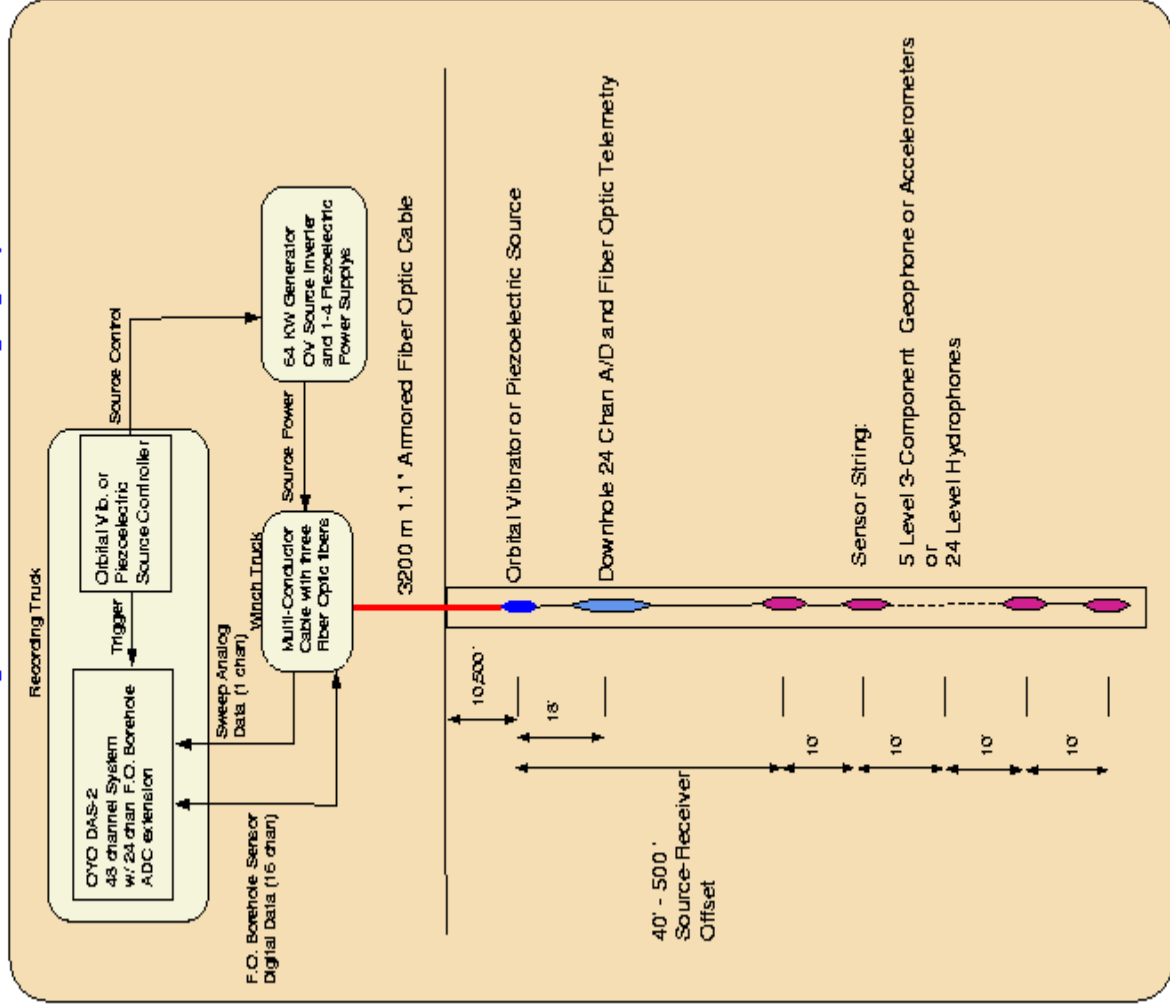 Recording Truck
OYO DAS-2
48 channel System
w/ 24 chan F.O. Borehole
ADC extension
Trigger
Orbital Vib. or
Piezoelectric
Source Controller
Source Control
F.O. Borehole Sensor
Digital Data (16 chan)
Sweep Analog
Data (1 chan)
Winch Truck
Multi-Conductor
Cable with three
Fiber Optic fibers
Source Power
64 KW Generator
OV Source Inverter
and 1-4 Piezoelectric
Power Supplys
3200 m 1.1" Armored Fiber Optic Cable
10,500'
Orbital Vibrator or Piezoelectric Source
18'
Downhole 24 Chan A/D and Fiber Optic Telemetry
40' - 500'
Source-Receiver
Offset
10'
10'
10'
10'
Sensor String:
5 Level 3-Component Geophone or Accelerometers
or
24 Level Hydrophones